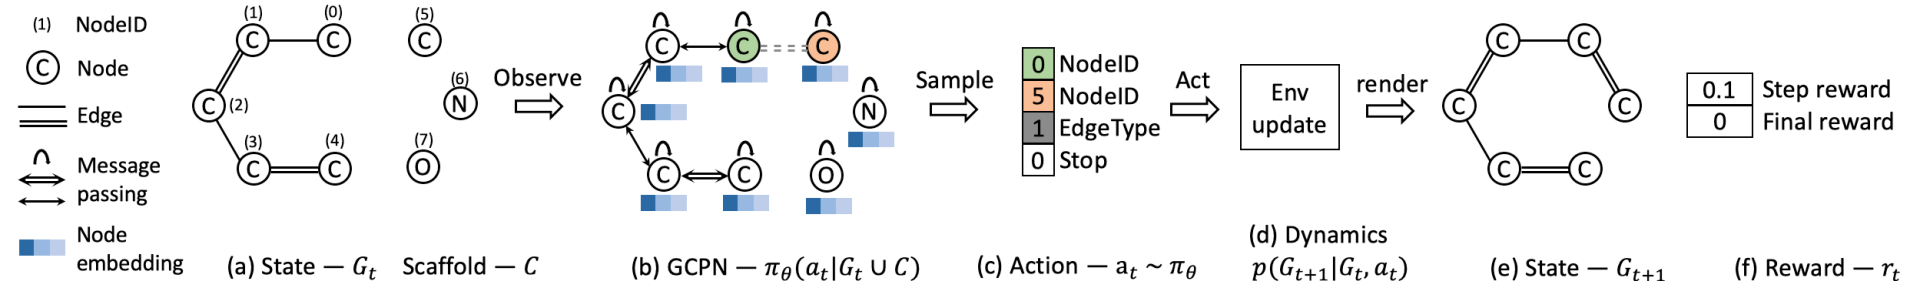 (1) NodeID
C Node
Edge
Message
passing
Node
embedding
(1) (0) (5)
C C C
(6)
C (2) N
(3) (4) (7)
C C O
(a) State — G_t Scaffold — C
Observe
C C C
C N
C C O
(b) GCPN — π_θ(a_t|G_t ∪ C)
Sample
0 NodeID
5 NodeID
1 EdgeType
0 Stop
(c) Action — a_t ~ π_θ
Act
Env
update
(d) Dynamics
p(G_{t+1}|G_t, a_t)
render
C C
C C
C C
(e) State — G_{t+1}
0.1 Step reward
0 Final reward
(f) Reward — r_t